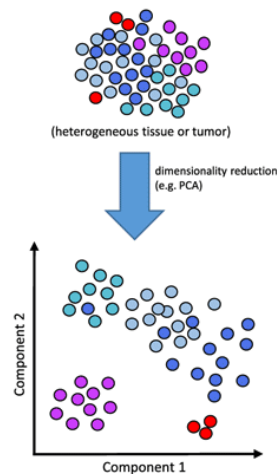 (heterogeneous tissue or tumor)
dimensionality reduction
(e.g. PCA)
Component 2
Component 1